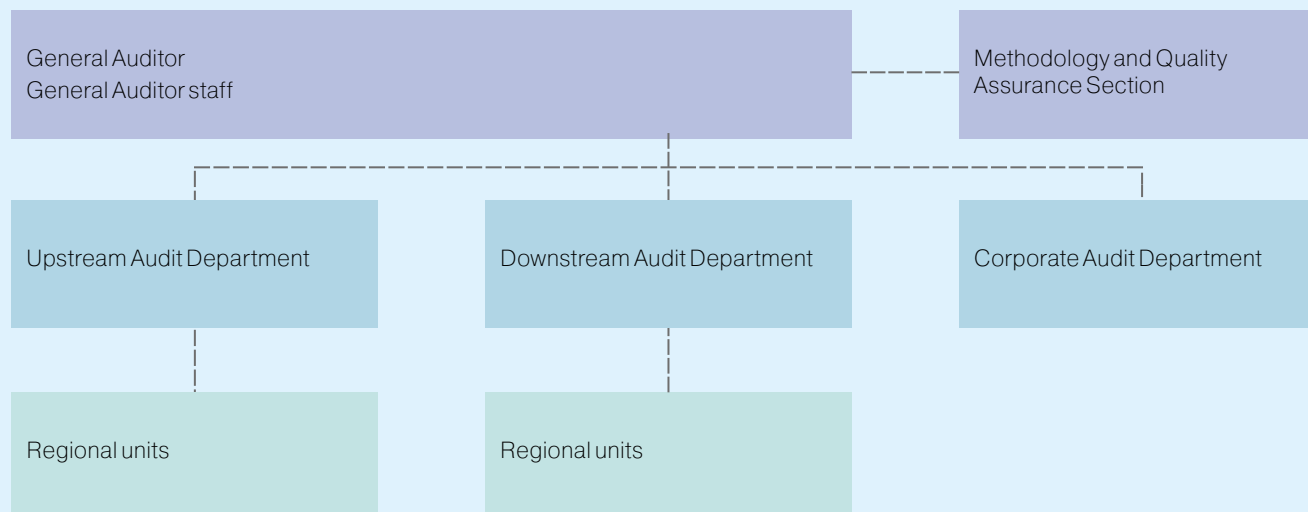 General Auditor
General Auditor staff
Methodology and Quality
Assurance Section
Upstream Audit Department
Downstream Audit Department
Corporate Audit Department
Regional units
Regional units